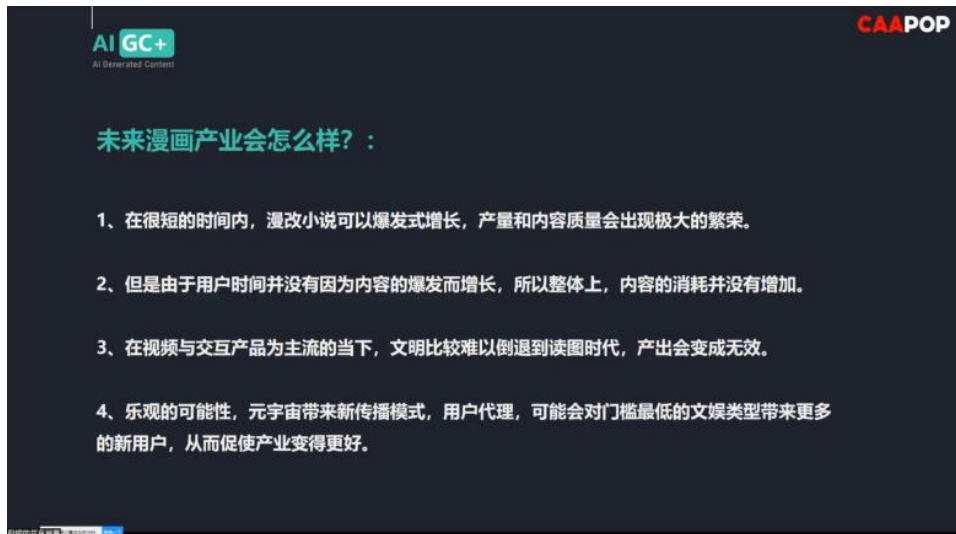 CAAPOP
AI GC+
AI Generated Content
未来漫画产业会怎么样？：
1、在很短的时间内，漫改小说可以爆发式增长，产量和内容质量会出现极大的繁荣。
2、但是由于用户时间并没有因为内容的爆发而增长，所以整体上，内容的消耗并没有增加。
3、在视频与交互产品为主流的当下，文明比较难以倒退到读图时代，产出会变成无效。
4、乐观的可能性，元宇宙带来新传播模式，用户代理，可能会对门槛最低的文娱类型带来更多
的新用户，从而促使产业变得更好。